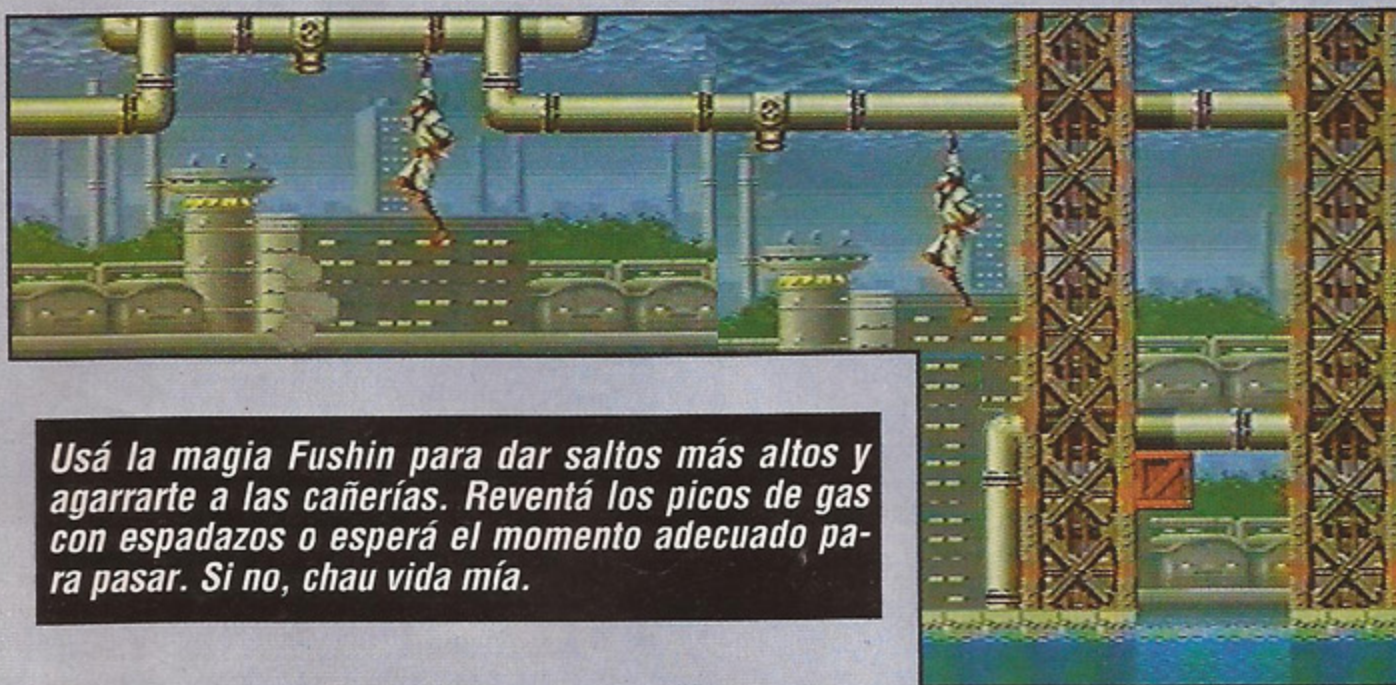 Usá la magia Fushin para dar saltos más altos y
agarrarte a las cañerías. Reventá los picos de gas
con espadazos o esperá el momento adecuado pa-
ra pasar. Si no, chau vida mía.